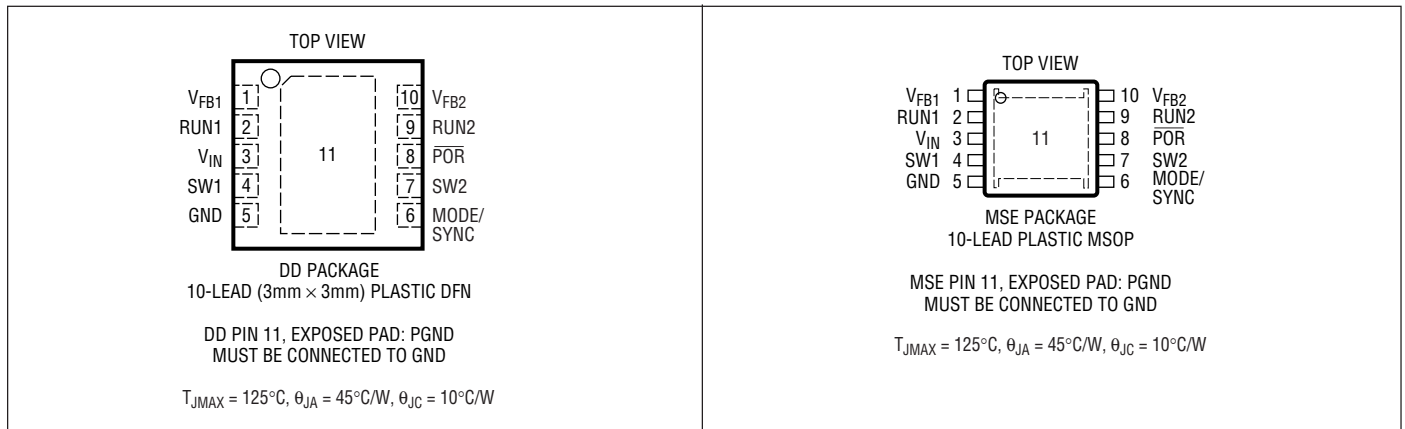 TOP VIEW
VFB1 1 10 VFB2
RUN1 2 9 RUN2
VIN 3 11 8 POR
SW1 4 7 SW2
GND 5 6 MODE/
SYNC
DD PACKAGE
10-LEAD (3mm × 3mm) PLASTIC DFN
DD PIN 11, EXPOSED PAD: PGND
MUST BE CONNECTED TO GND
TJMAX = 125°C, θJA = 45°C/W, θJC = 10°C/W
TOP VIEW
VFB1 1 10 VFB2
RUN1 2 9 RUN2
VIN 3 11 8 POR
SW1 4 7 SW2
GND 5 6 MODE/
SYNC
MSE PACKAGE
10-LEAD PLASTIC MSOP
MSE PIN 11, EXPOSED PAD: PGND
MUST BE CONNECTED TO GND
TJMAX = 125°C, θJA = 45°C/W, θJC = 10°C/W